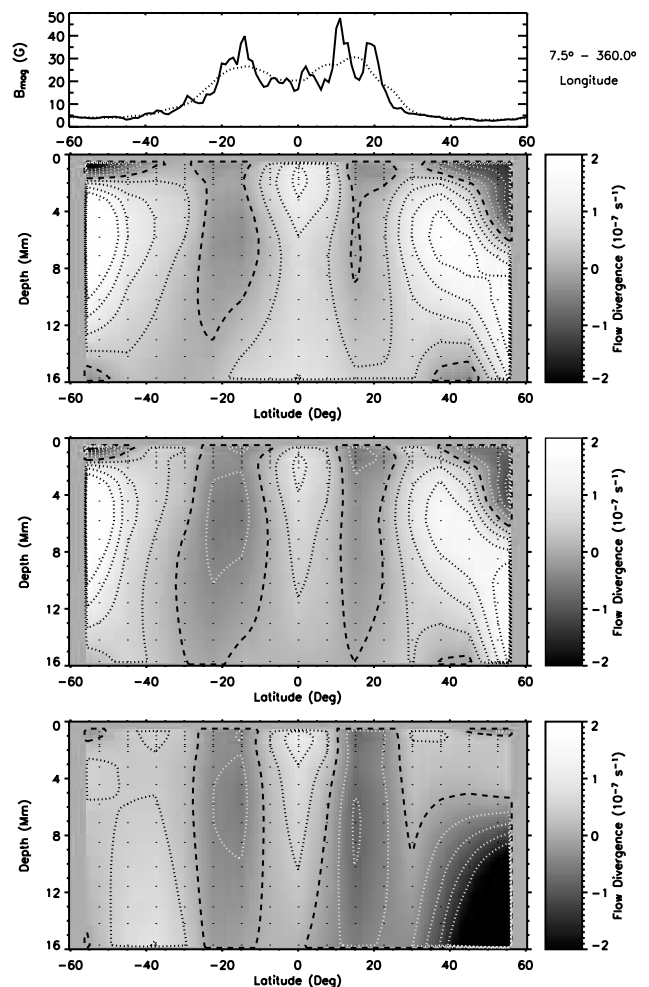 50
40
30
20
10
0
B_mag (G)
7.5° – 360.0°
Longitude
−60 −40 −20 0 20 40 60
0
4
8
12
16
Depth (Mm)
−60 −40 −20 0 20 40 60
Latitude (Deg)
2
1
0
−1
−2
Flow Divergence (10⁻⁷ s⁻¹)
0
4
8
12
16
Depth (Mm)
−60 −40 −20 0 20 40 60
Latitude (Deg)
2
1
0
−1
−2
Flow Divergence (10⁻⁷ s⁻¹)
0
4
8
12
16
Depth (Mm)
−60 −40 −20 0 20 40 60
Latitude (Deg)
2
1
0
−1
−2
Flow Divergence (10⁻⁷ s⁻¹)